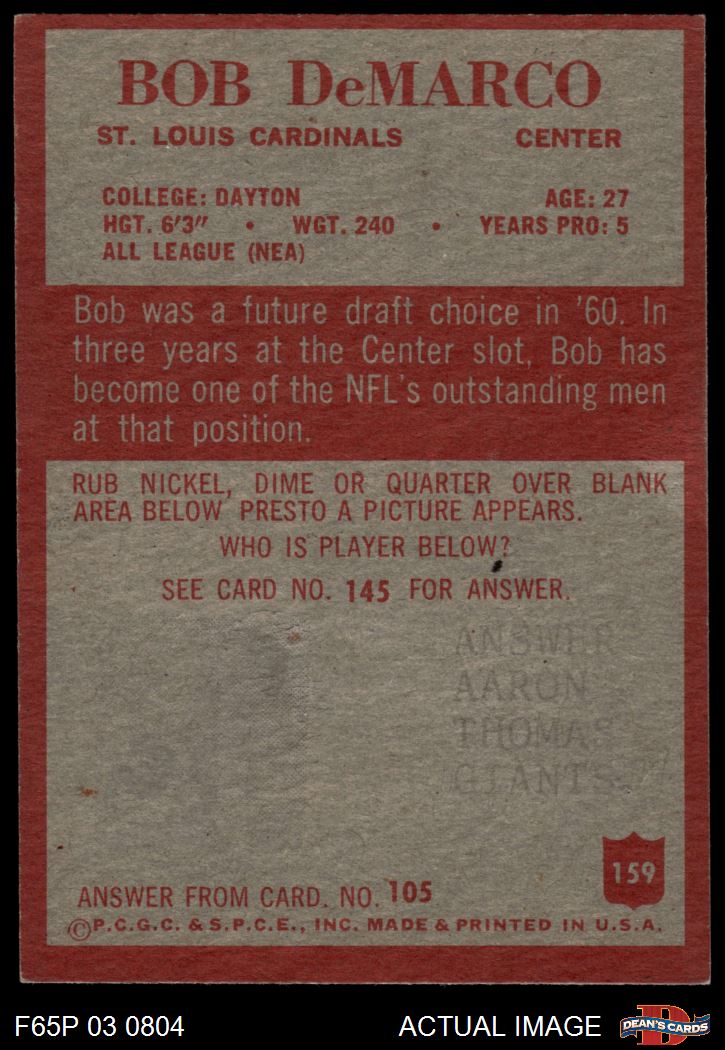 BOB DeMARCO
ST. LOUIS CARDINALS CENTER
COLLEGE: DAYTON AGE: 27
HGT. 6'3" • WGT. 240 • YEARS PRO: 5
ALL LEAGUE (NEA)
Bob was a future draft choice in '60. In
three years at the Center slot, Bob has
become one of the NFL's outstanding men
at that position.
RUB NICKEL, DIME OR QUARTER OVER BLANK
AREA BELOW PRESTO A PICTURE APPEARS.
WHO IS PLAYER BELOW?
SEE CARD NO. 145 FOR ANSWER.
ANSWER
AARON
THOMAS
GIANTS
159
ANSWER FROM CARD. NO. 105
©P.C.G.C. & S.P.C.E., INC. MADE & PRINTED IN U.S.A.
F65P 03 0804 ACTUAL IMAGE
D
DEAN'S CARDS